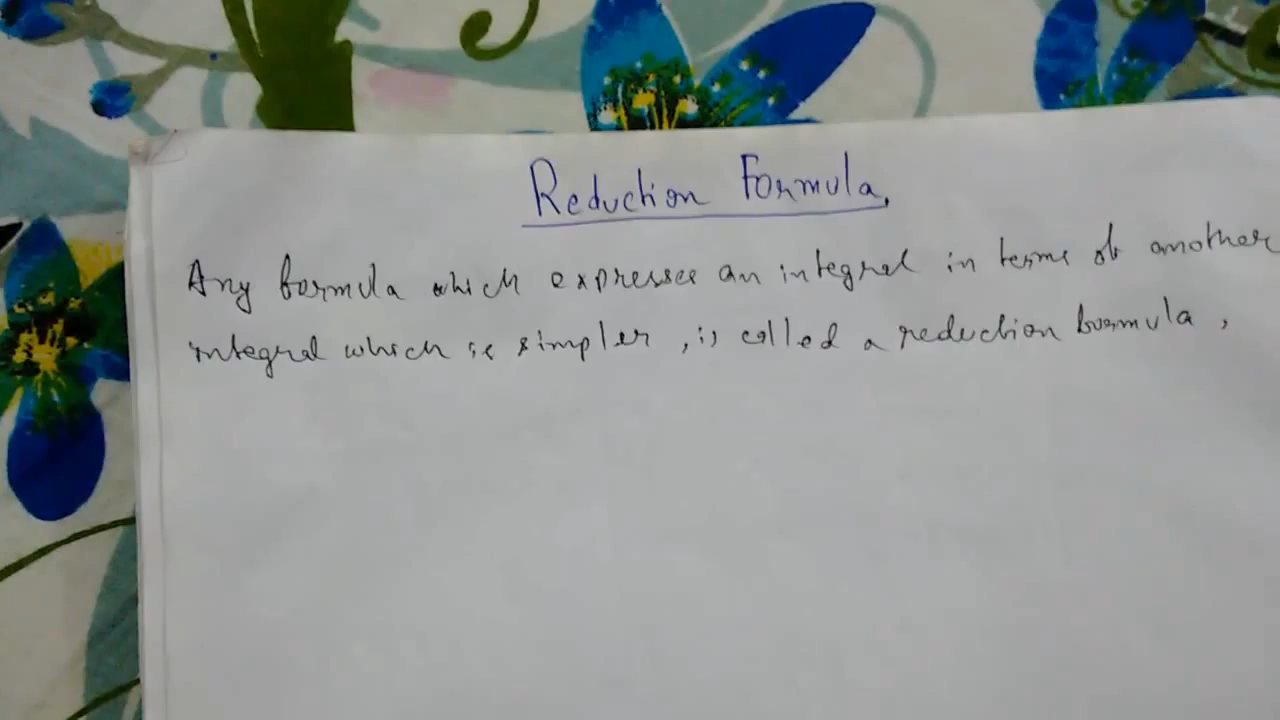 Reduction Formula,
Any formula which expresses an integral in terms of another
integral which is simpler, is called a reduction formula,